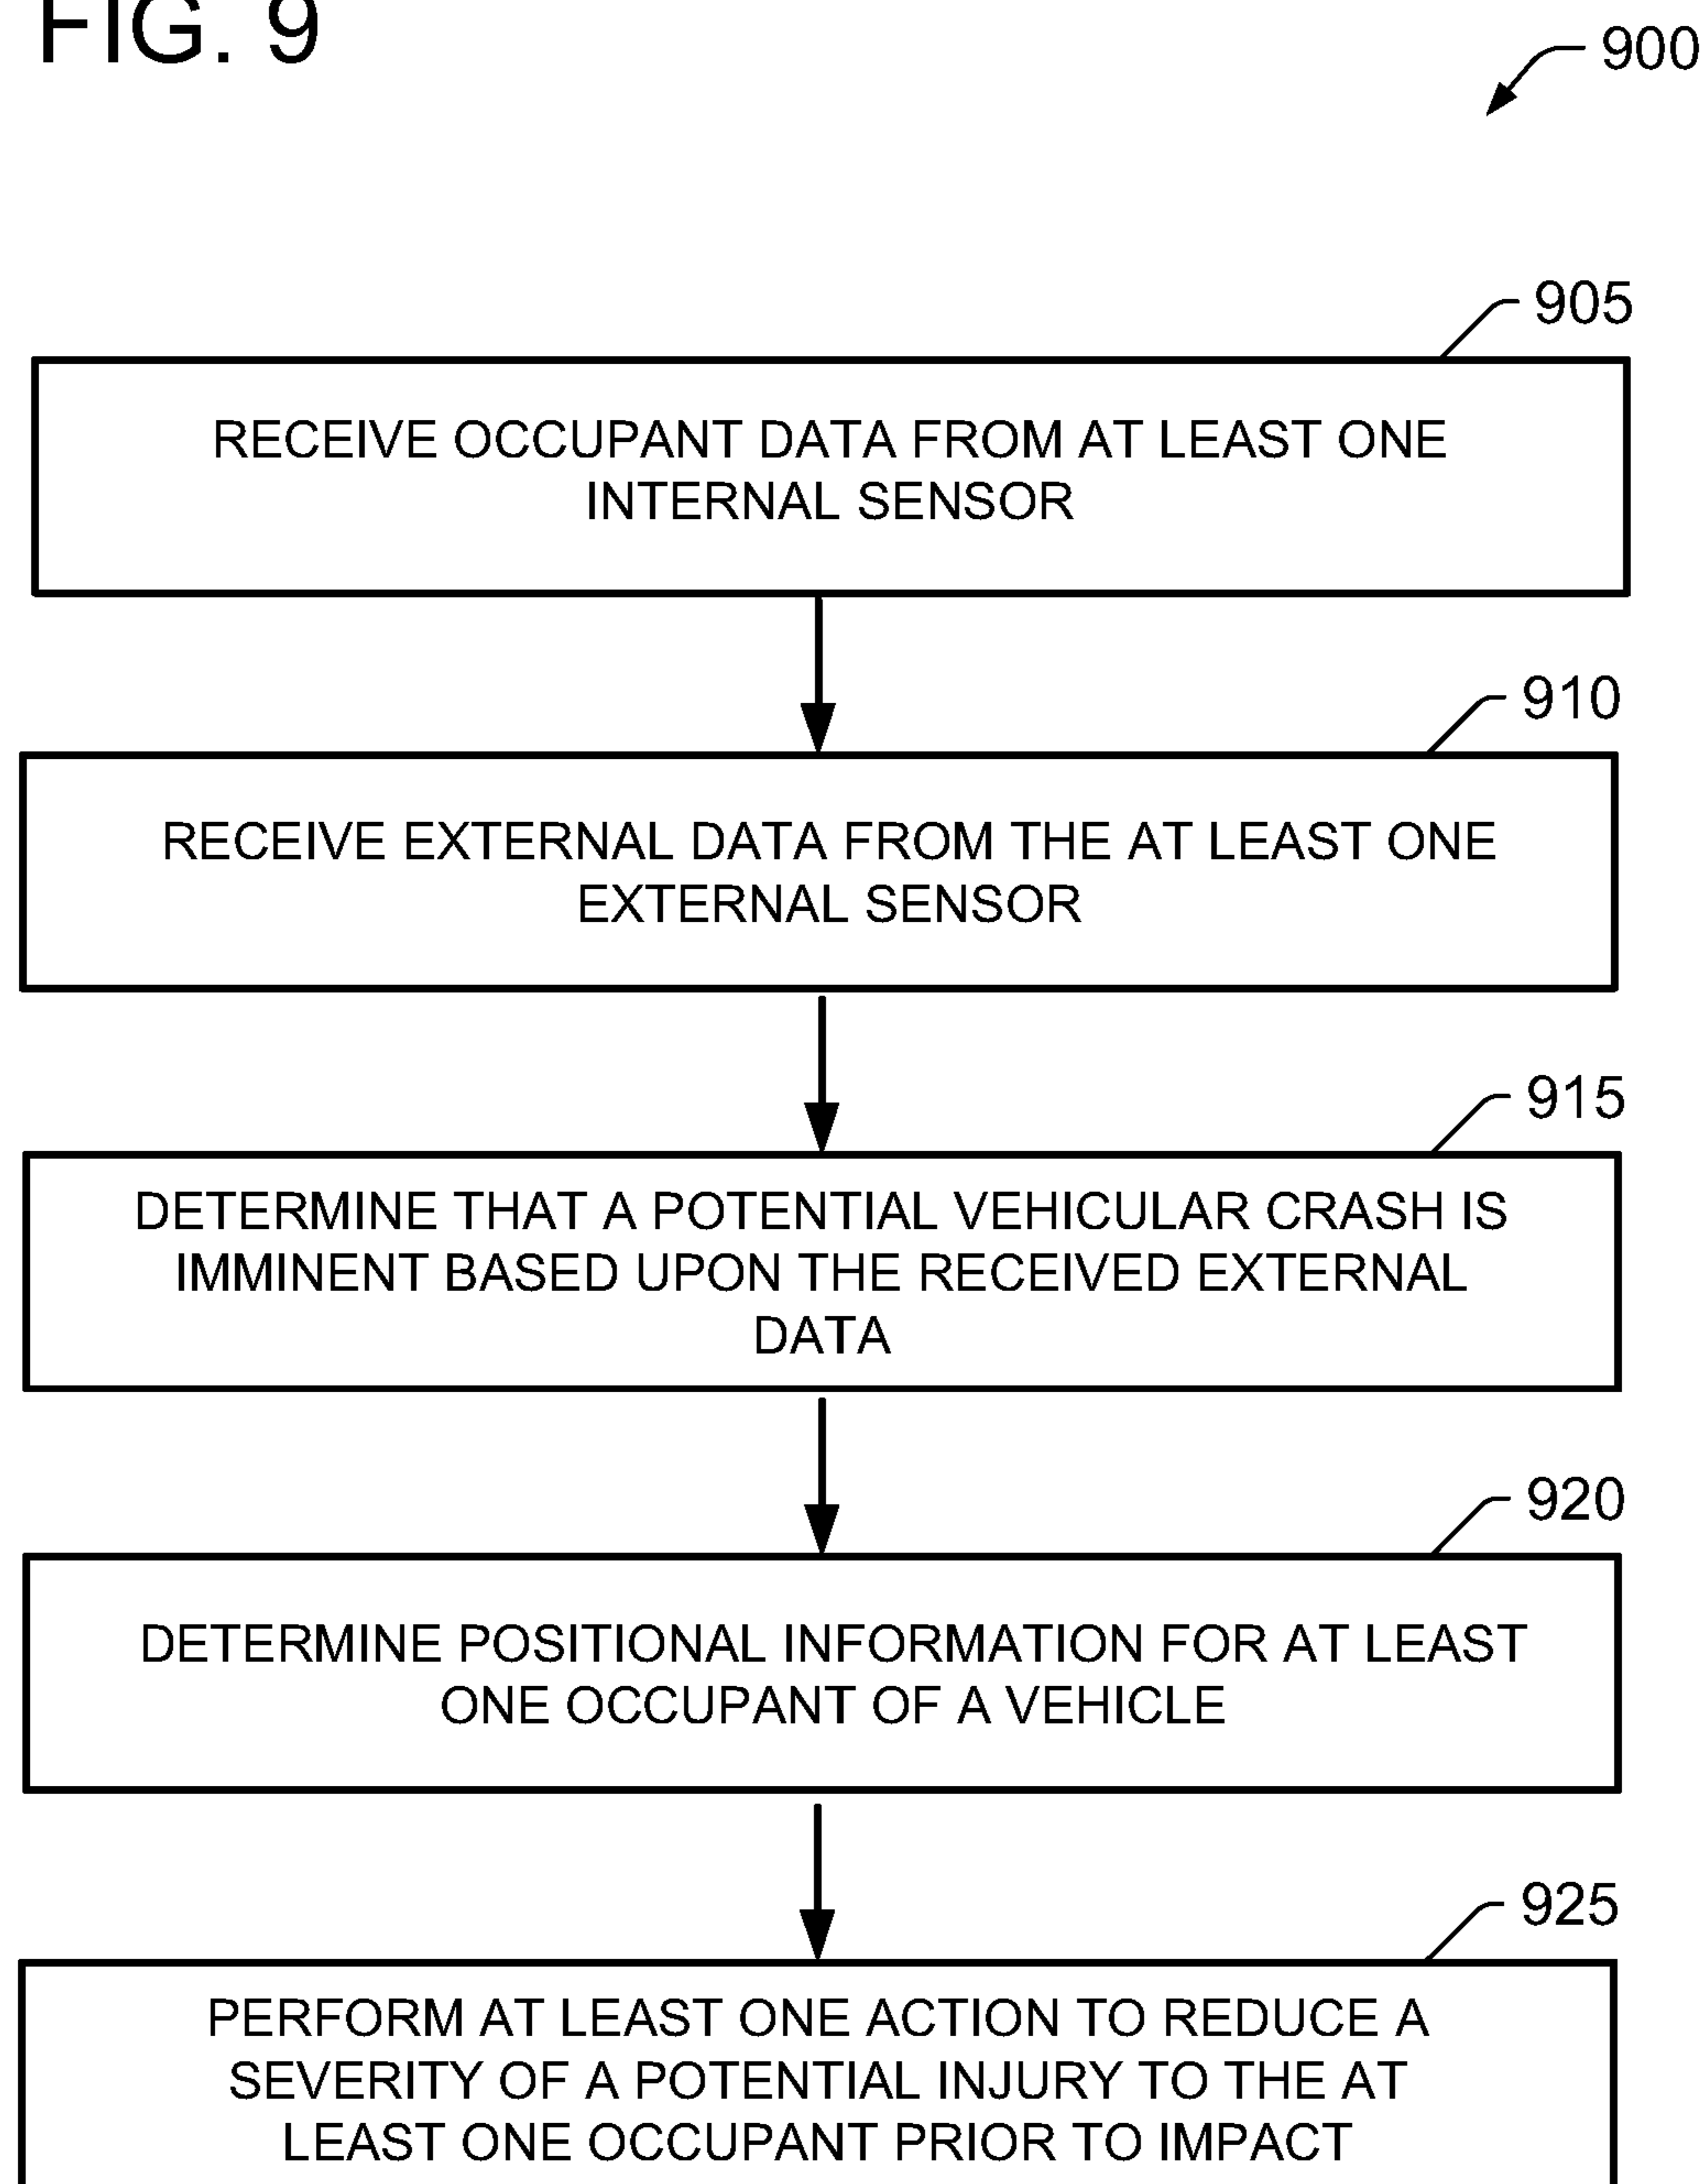 FIG. 9
900
905
RECEIVE OCCUPANT DATA FROM AT LEAST ONE
INTERNAL SENSOR
910
RECEIVE EXTERNAL DATA FROM THE AT LEAST ONE
EXTERNAL SENSOR
915
DETERMINE THAT A POTENTIAL VEHICULAR CRASH IS
IMMINENT BASED UPON THE RECEIVED EXTERNAL
DATA
920
DETERMINE POSITIONAL INFORMATION FOR AT LEAST
ONE OCCUPANT OF A VEHICLE
925
PERFORM AT LEAST ONE ACTION TO REDUCE A
SEVERITY OF A POTENTIAL INJURY TO THE AT
LEAST ONE OCCUPANT PRIOR TO IMPACT